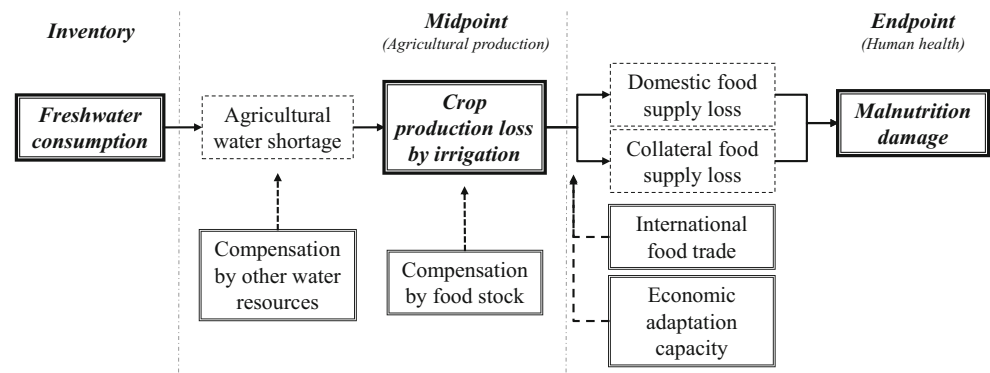 Inventory
Midpoint
(Agricultural production)
Endpoint
(Human health)
Freshwater
consumption
Agricultural
water shortage
Crop
production loss
by irrigation
Domestic food
supply loss
Collateral food
supply loss
Malnutrition
damage
Compensation
by other water
resources
Compensation
by food stock
International
food trade
Economic
adaptation
capacity